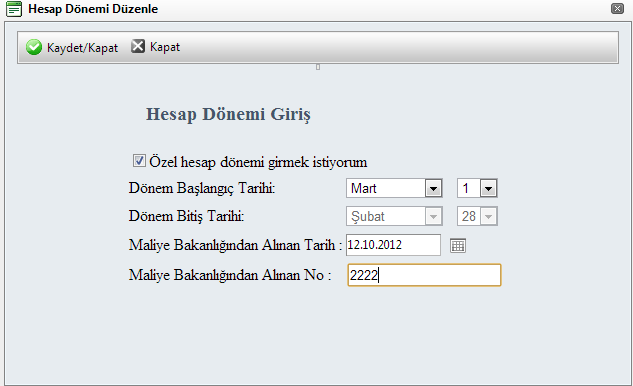 Hesap Dönemi Düzenle
Kaydet/Kapat Kapat
Hesap Dönemi Giriş
Özel hesap dönemi girmek istiyorum
Dönem Başlangıç Tarihi: Mart 1
Dönem Bitiş Tarihi: Şubat 28
Maliye Bakanlığından Alınan Tarih : 12.10.2012
Maliye Bakanlığından Alınan No : 2222